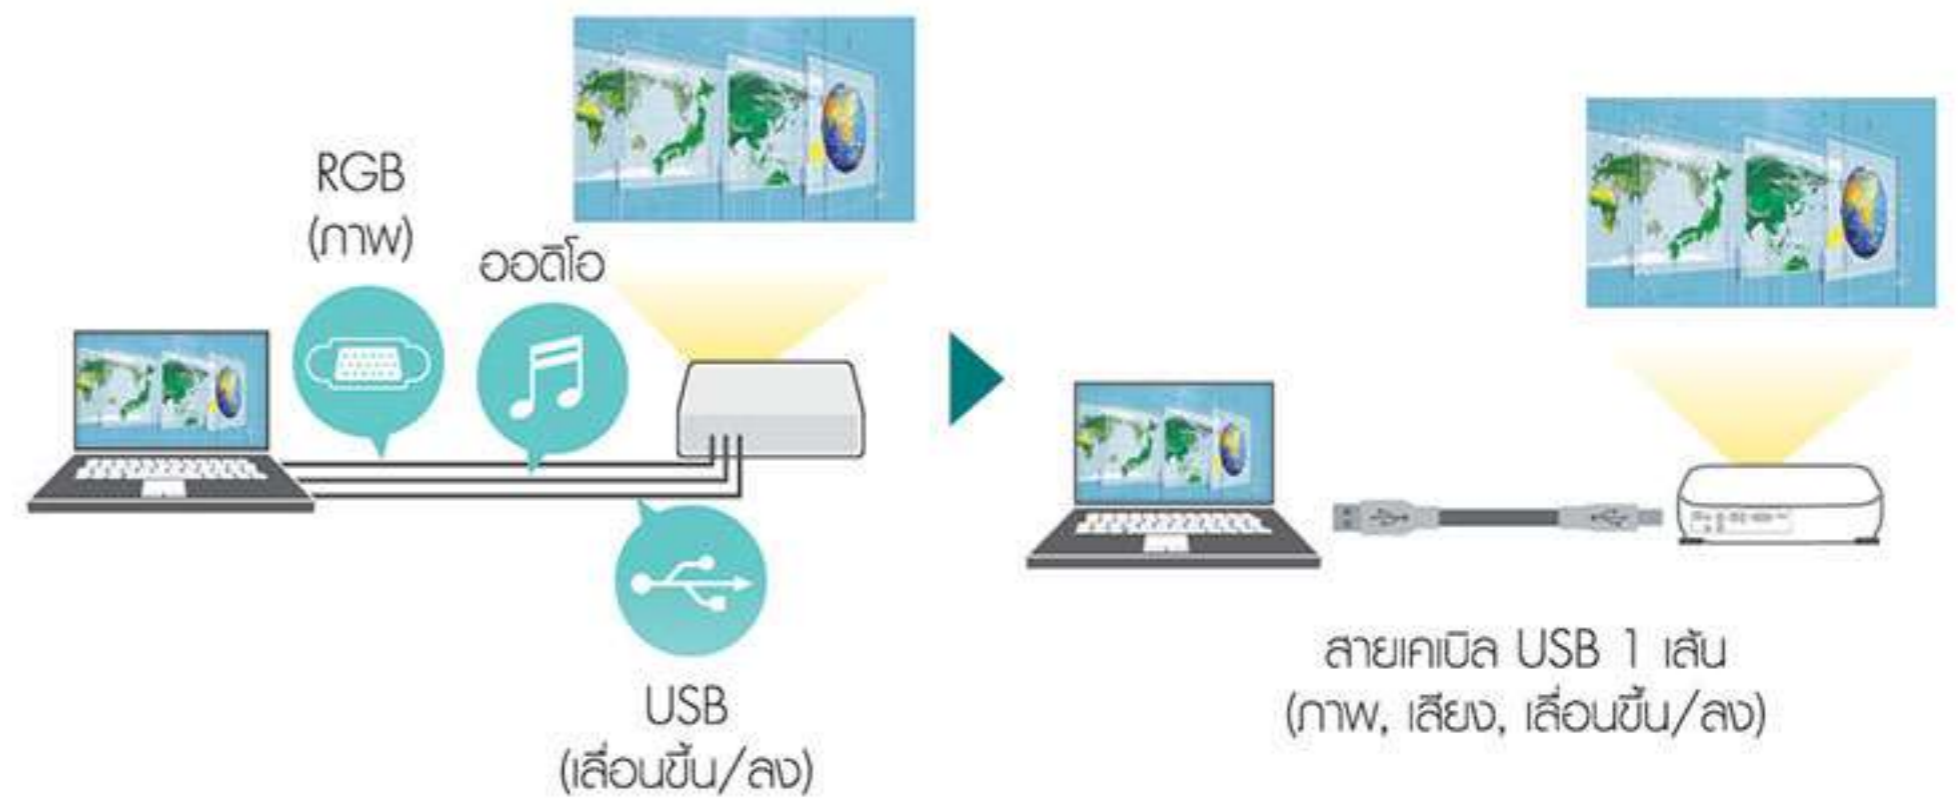 RGB
(ภาพ)
ออดิโอ
USB
(เลื่อนขึ้น/ลง)
สายเคเบิล USB 1 เส้น
(ภาพ, เสียง, เลื่อนขึ้น/ลง)